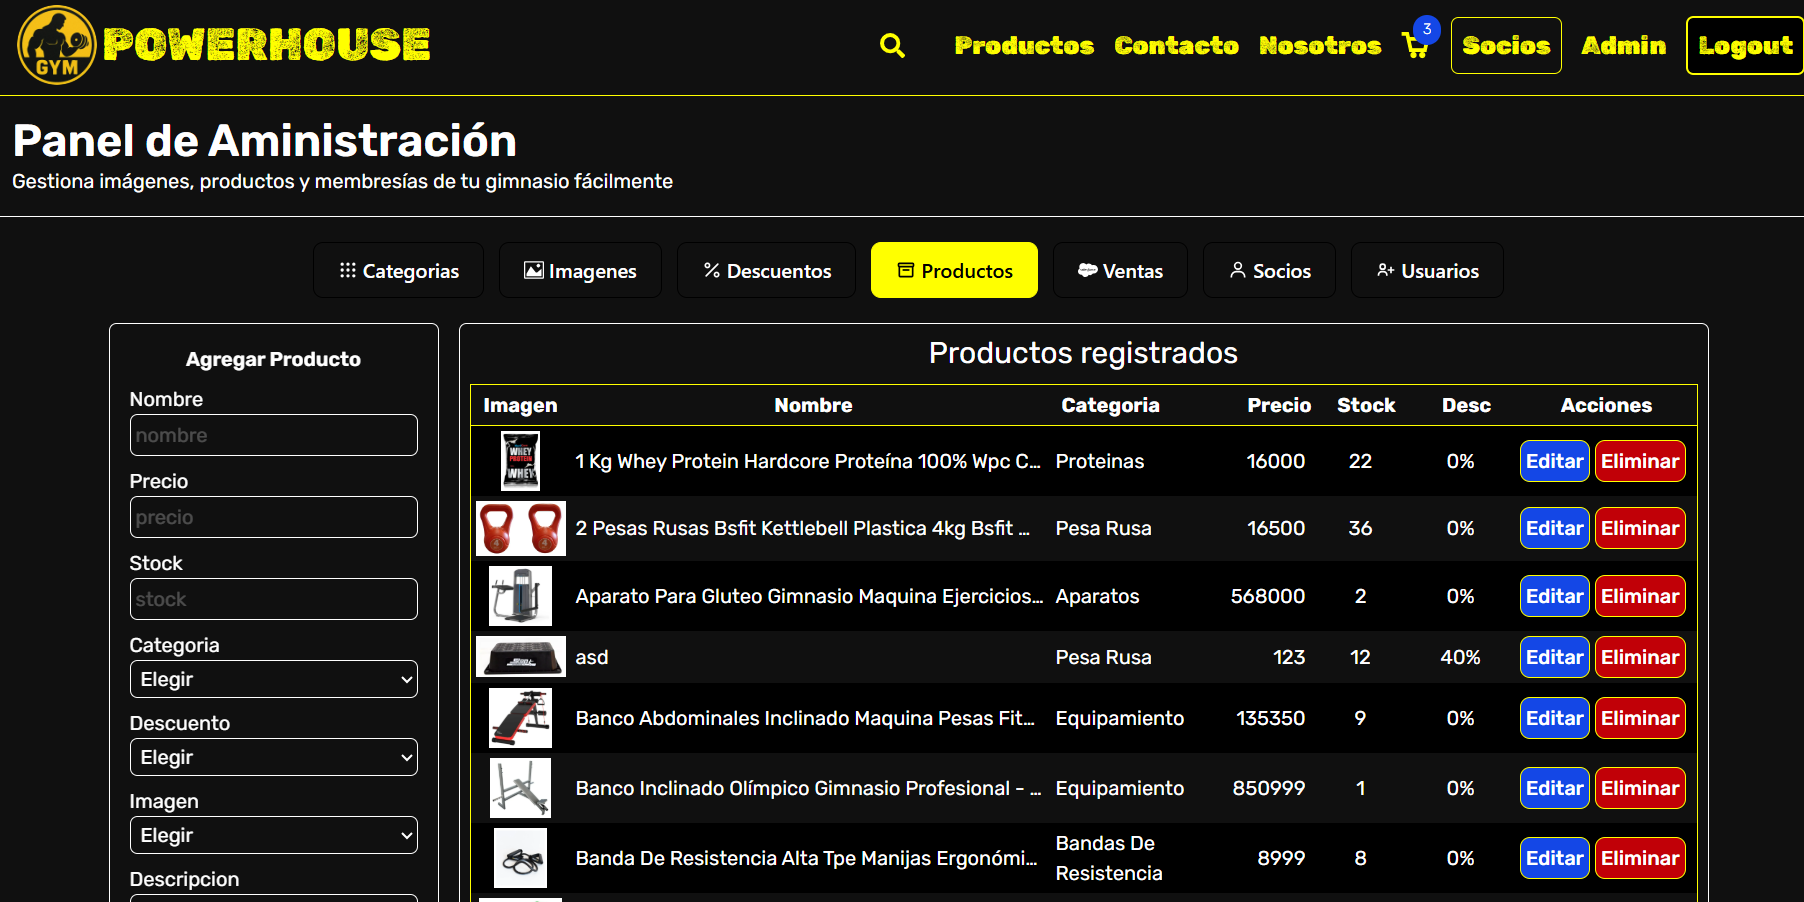 GYM
POWERHOUSE
Productos Contacto Nosotros 3 Socios Admin Logout
Panel de Aministración
Gestiona imágenes, productos y membresías de tu gimnasio fácilmente
Categorias Imagenes Descuentos Productos Ventas Socios Usuarios
Agregar Producto
Nombre
nombre
Precio
precio
Stock
stock
Categoria
Elegir
Descuento
Elegir
Imagen
Elegir
Descripcion
Productos registrados
Imagen Nombre Categoria Precio Stock Desc Acciones
WHEY PROTEIN WHEY 1 Kg Whey Protein Hardcore Proteína 100% Wpc C... Proteinas 16000 22 0% Editar Eliminar
2 Pesas Rusas Bsfit Kettlebell Plastica 4kg Bsfit ... Pesa Rusa 16500 36 0% Editar Eliminar
Aparato Para Gluteo Gimnasio Maquina Ejercicios... Aparatos 568000 2 0% Editar Eliminar
asd Pesa Rusa 123 12 40% Editar Eliminar
Banco Abdominales Inclinado Maquina Pesas Fit... Equipamiento 135350 9 0% Editar Eliminar
Banco Inclinado Olímpico Gimnasio Profesional - ... Equipamiento 850999 1 0% Editar Eliminar
Banda De Resistencia Alta Tpe Manijas Ergonómi... Bandas De Resistencia 8999 8 0% Editar Eliminar